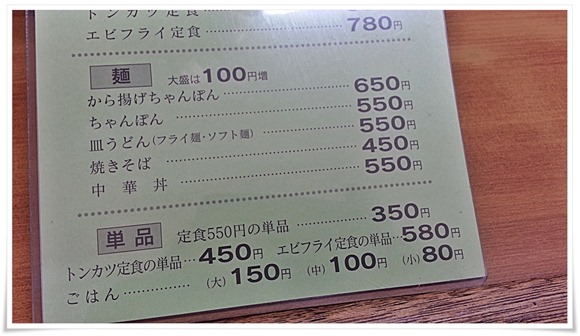 トンカツ定食
エビフライ定食 780円
麺 大盛は100円増
から揚げちゃんぽん 650円
ちゃんぽん 550円
皿うどん(フライ麺・ソフト麺) 550円
焼きそば 450円
中華丼 550円
単品 定食550円の単品 350円
トンカツ定食の単品…450円 エビフライ定食の単品…580円
ごはん (大)150円 (中)100円 (小)80円